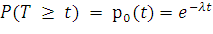 P(T ≥ t) = p₀(t) = e^{-λt}